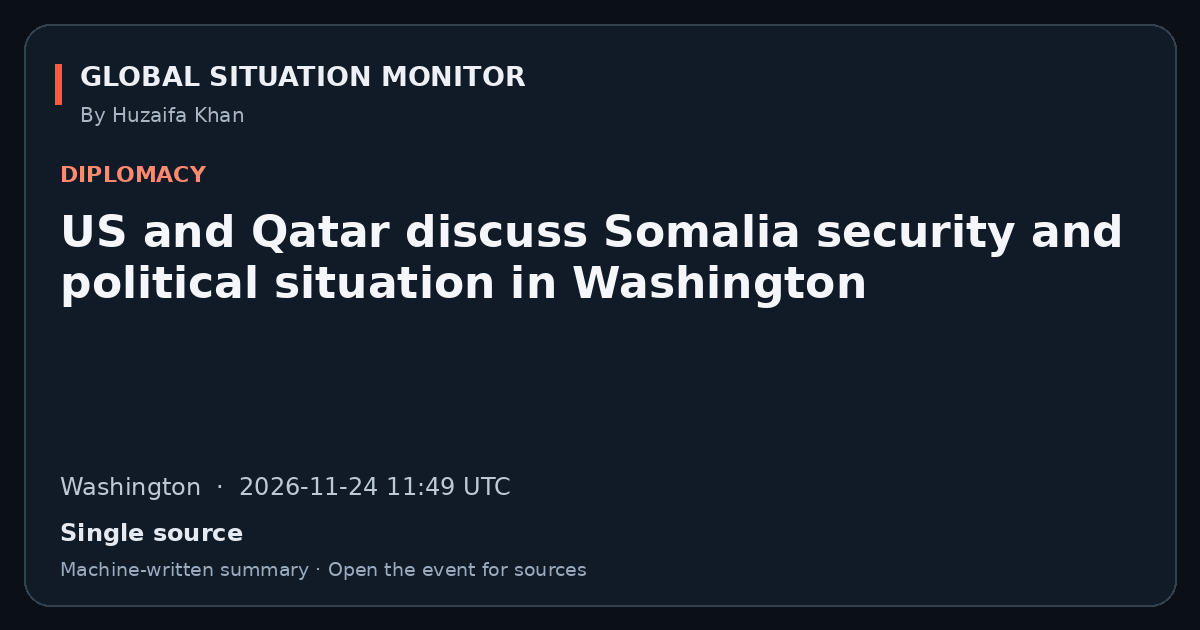 GLOBAL SITUATION MONITOR
By Huzaifa Khan
DIPLOMACY
US and Qatar discuss Somalia security and
political situation in Washington
Washington · 2026-11-24 11:49 UTC
Single source
Machine-written summary · Open the event for sources